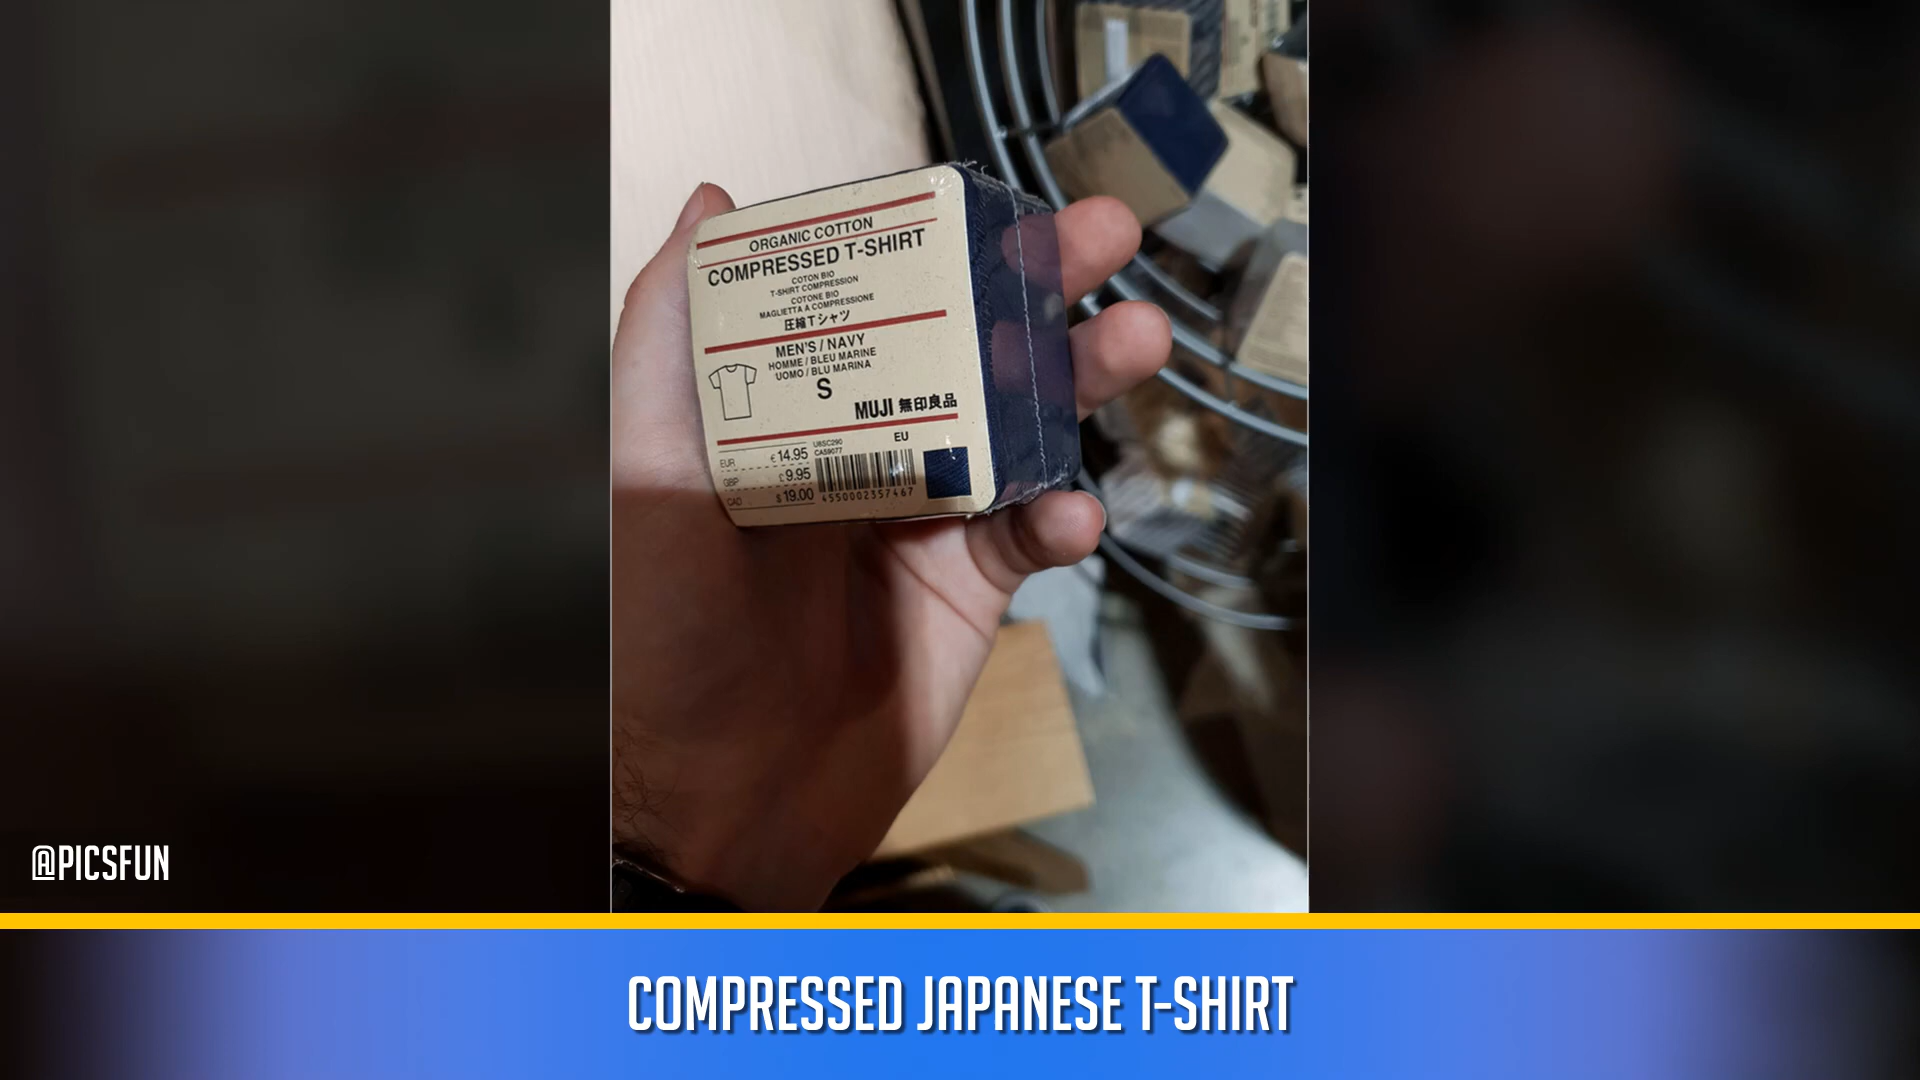 ORGANIC COTTON
COMPRESSED T-SHIRT
COTON BIO
T-SHIRT COMPRESSION
COTONE BIO
MAGLIETTA A COMPRESSIONE
圧縮Tシャツ
MEN'S / NAVY
HOMME / BLEU MARINE
UOMO / BLU MARINA
S
MUJI 無印良品
EU
U8SC290
CA59077
EUR € 14.95
GBP £ 9.95
CAD $ 19.00
4550002357467
@PICSFUN
COMPRESSED JAPANESE T-SHIRT